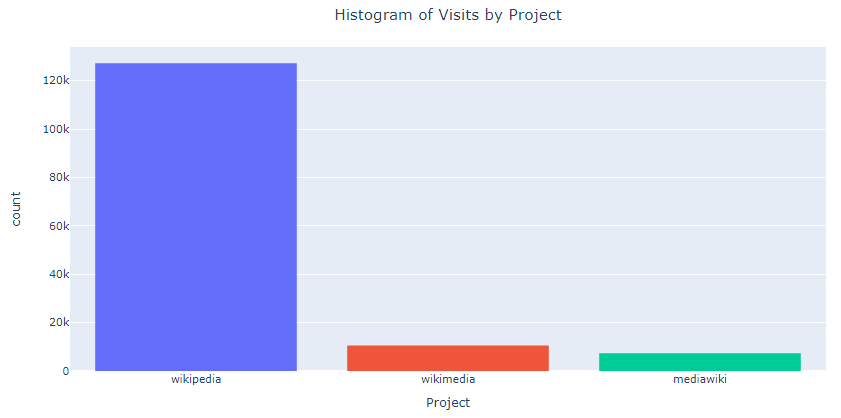 Histogram of Visits by Project
120k
100k
80k
60k
40k
20k
0
count
wikipedia
wikimedia
mediawiki
Project